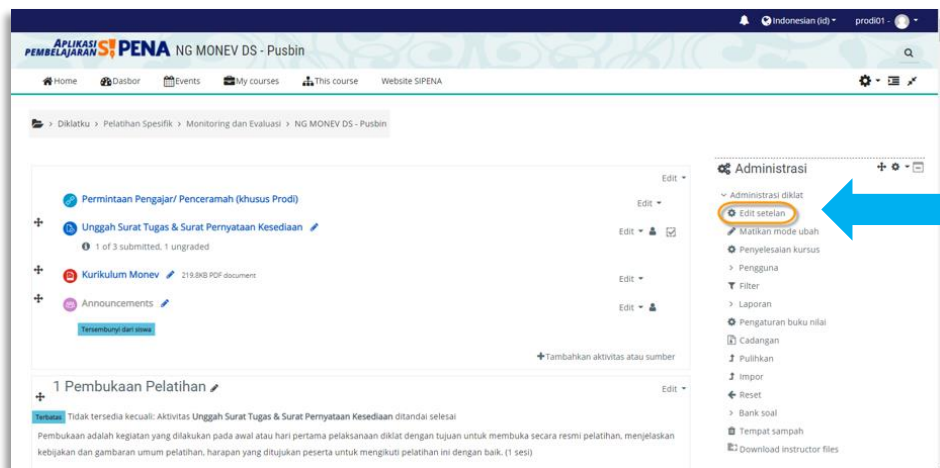 Indonesian (id)
prodi01 -
APLIKASI PEMBELAJARAN S!PENA NG MONEV DS - Pusbin
Home Dasbor Events My courses This course Website SIPENA
> Diklatku > Pelatihan Spesifik > Monitoring dan Evaluasi > NG MONEV DS - Pusbin
Edit
Permintaan Pengajar/ Penceramah (khusus Prodi)
Edit
Unggah Surat Tugas & Surat Pernyataan Kesediaan
Edit
1 of 3 submitted, 1 ungraded
Kurikulum Monev 219.8KB PDF document
Edit
Announcements
Edit
Tersembunyi dari siswa
Tambahkan aktivitas atau sumber
1 Pembukaan Pelatihan
Edit
Terbatas Tidak tersedia kecuali: Aktivitas Unggah Surat Tugas & Surat Pernyataan Kesediaan ditandai selesai
Pembukaan adalah kegiatan yang dilakukan pada awal atau hari pertama pelaksanaan diklat dengan tujuan untuk membuka secara resmi pelatihan, menjelaskan
kebijakan dan gambaran umum pelatihan, harapan yang ditujukan peserta untuk mengikuti pelatihan ini dengan baik. (1 sesi)
Administrasi
Administrasi diklat
Edit setelan
Matikan mode ubah
Penyelesaian kursus
Pengguna
Filter
Laporan
Pengaturan buku nilai
Cadangan
Pulihkan
Impor
Reset
Bank soal
Tempat sampah
Download instructor files